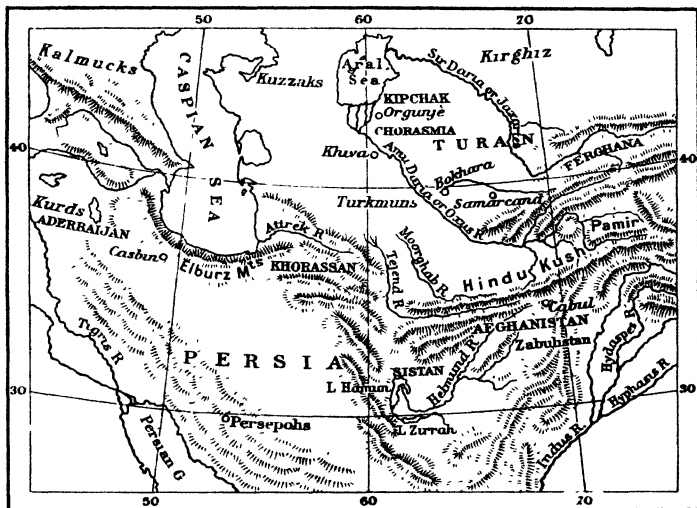 50
60
70
Kalmucks
CASPIAN SEA
Kuzzaks
Aral Sea
Sir Daria or Jaxar
Kirghiz
KIPCHAK
Orgunjè
CHORASMIA
TURAN
FERGHANA
40
40
Khiva
Amu Daria or Oxus R
Bokhara
Samarcand
Kurds
ADERBAIJAN
Turkmuns
Pamir
Casbin
Elburz Mts
Attrek R
KHORASSAN
Tejend R
Moorghab R
Hindu Kush
Cabul
AFGHANISTAN
Zabulistan
Hydaspes R
Tigris R
PERSIA
SISTAN
L Hamun
Helmund R
30
30
Persepolis
L Zurrah
Indus R
Hyphasis R
Persian G
50
60
70